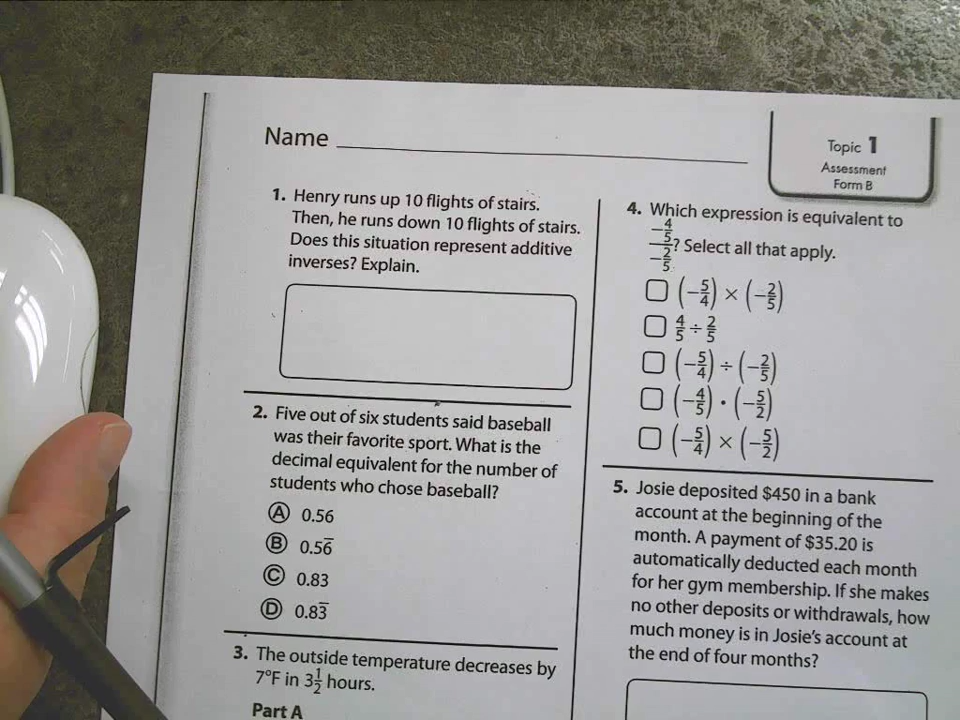 Name
Topic 1
Assessment
Form B
1. Henry runs up 10 flights of stairs.
Then, he runs down 10 flights of stairs.
Does this situation represent additive
inverses? Explain.
2. Five out of six students said baseball
was their favorite sport. What is the
decimal equivalent for the number of
students who chose baseball?
Ⓐ 0.56
Ⓑ 0.56̅
Ⓒ 0.83
Ⓓ 0.83̅
3. The outside temperature decreases by
7°F in 3 1/2 hours.
Part A
4. Which expression is equivalent to
(-4/5)/(-2/5)? Select all that apply.
☐ (-5/4) × (-2/5)
☐ 4/5 ÷ 2/5
☐ (-5/4) ÷ (-2/5)
☐ (-4/5) · (-5/2)
☐ (-5/4) × (-5/2)
5. Josie deposited $450 in a bank
account at the beginning of the
month. A payment of $35.20 is
automatically deducted each month
for her gym membership. If she makes
no other deposits or withdrawals, how
much money is in Josie's account at
the end of four months?